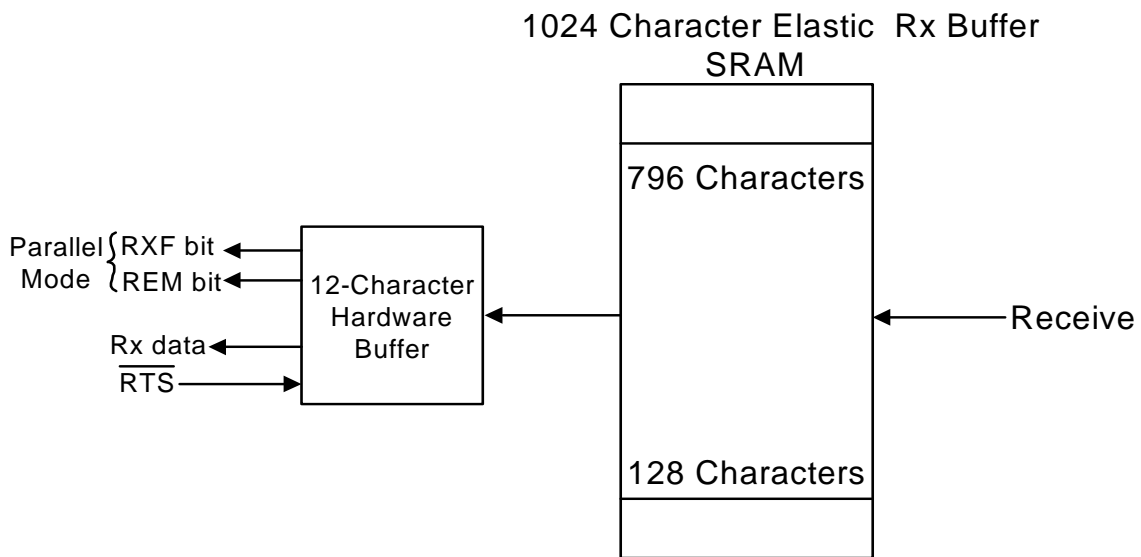 1024 Character Elastic Rx Buffer
SRAM
796 Characters
Parallel
Mode
RXF bit
REM bit
12-Character
Hardware
Buffer
Rx data
RTS
Receive
128 Characters